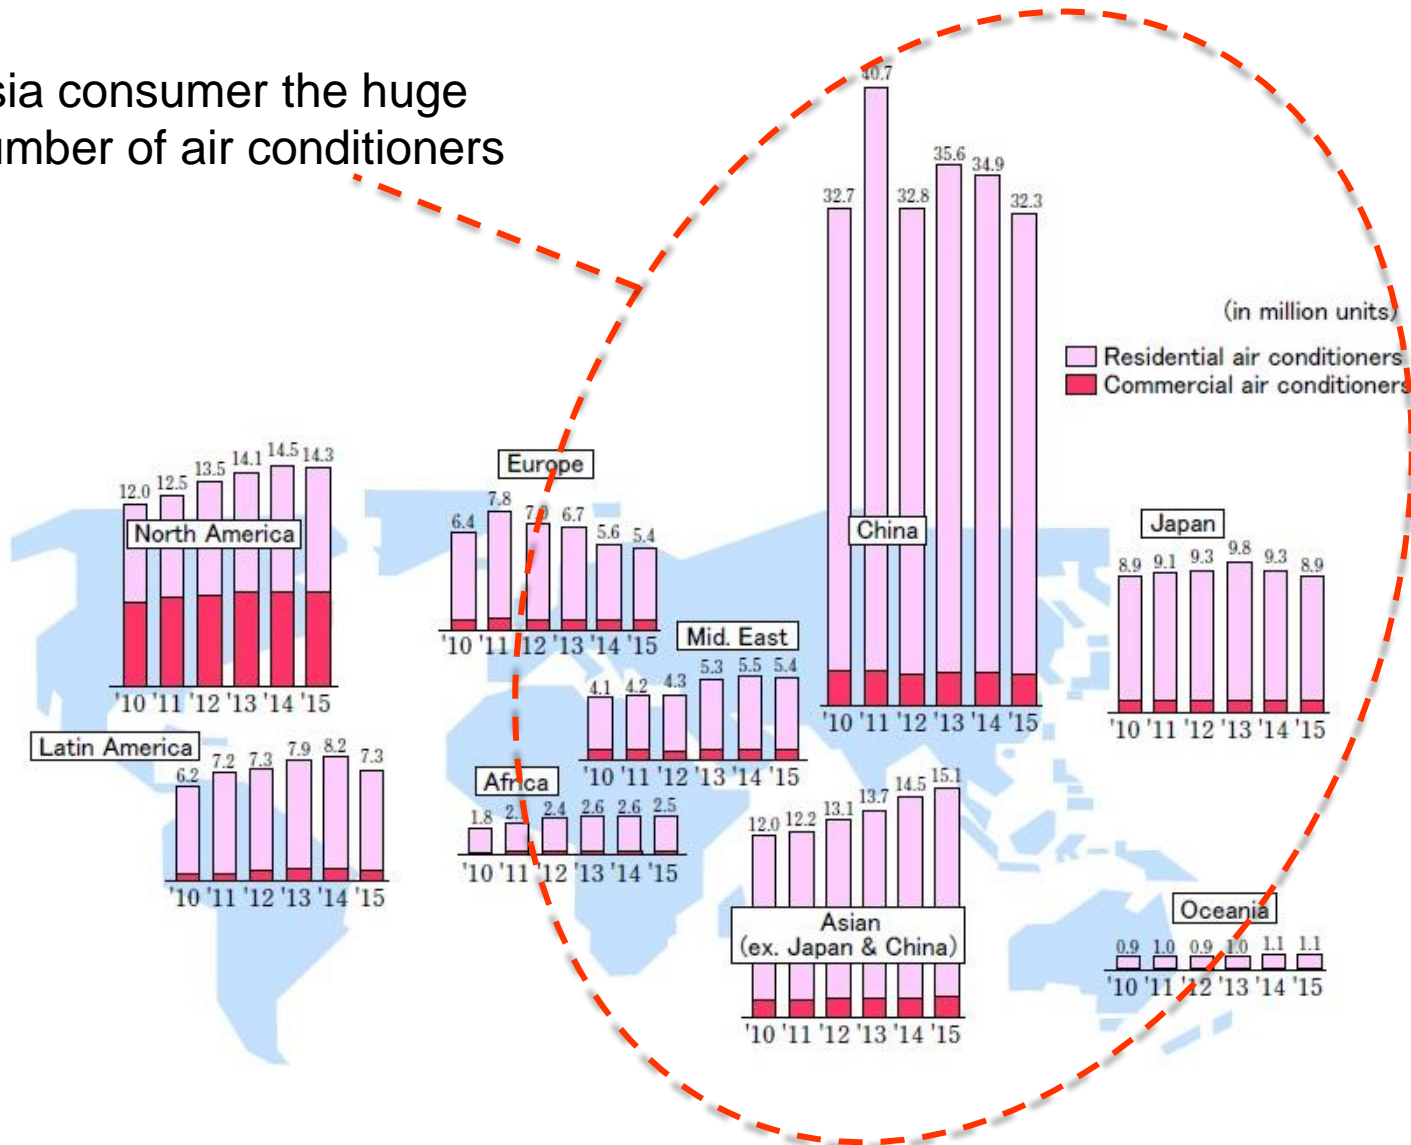 sia consumer the huge
umber of air conditioners
40.7
32.7
32.8
35.6
34.9
32.3
(in million units)
Residential air conditioners
Commercial air conditioners
China
'10 '11 '12 '13 '14 '15
North America
12.0 12.5 13.5 14.1 14.5 14.3
'10 '11 '12 '13 '14 '15
Europe
6.4 7.8 6.7 5.6 5.4
'10 '11 '12 '13 '14 '15
Japan
8.9 9.1 9.3 9.8 9.3 8.9
'10 '11 '12 '13 '14 '15
Mid. East
4.1 4.2 4.3 5.3 5.5 5.4
'10 '11 '12 '13 '14 '15
Latin America
6.2 7.2 7.3 7.9 8.2 7.3
'10 '11 '12 '13 '14 '15
Africa
1.8 2.4 2.6 2.6 2.5
'10 '11 '12 '13 '14 '15
12.0 12.2 13.1 13.7 14.5 15.1
Asian
(ex. Japan & China)
'10 '11 '12 '13 '14 '15
Oceania
0.9 1.0 0.9 1.0 1.1 1.1
'10 '11 '12 '13 '14 '15